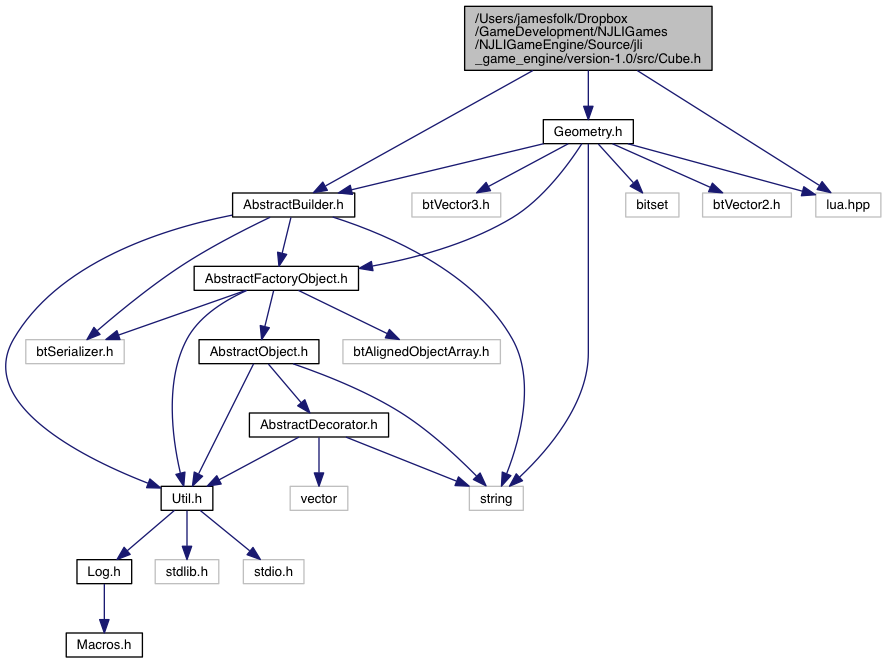 /Users/jamesfolk/Dropbox
/GameDevelopment/NJLIGames
/NJLIGameEngine/Source/jli
_game_engine/version-1.0/src/Cube.h
Geometry.h
AbstractBuilder.h
btVector3.h
bitset
btVector2.h
lua.hpp
AbstractFactoryObject.h
btSerializer.h
AbstractObject.h
btAlignedObjectArray.h
AbstractDecorator.h
Util.h
vector
string
Log.h
stdlib.h
stdio.h
Macros.h